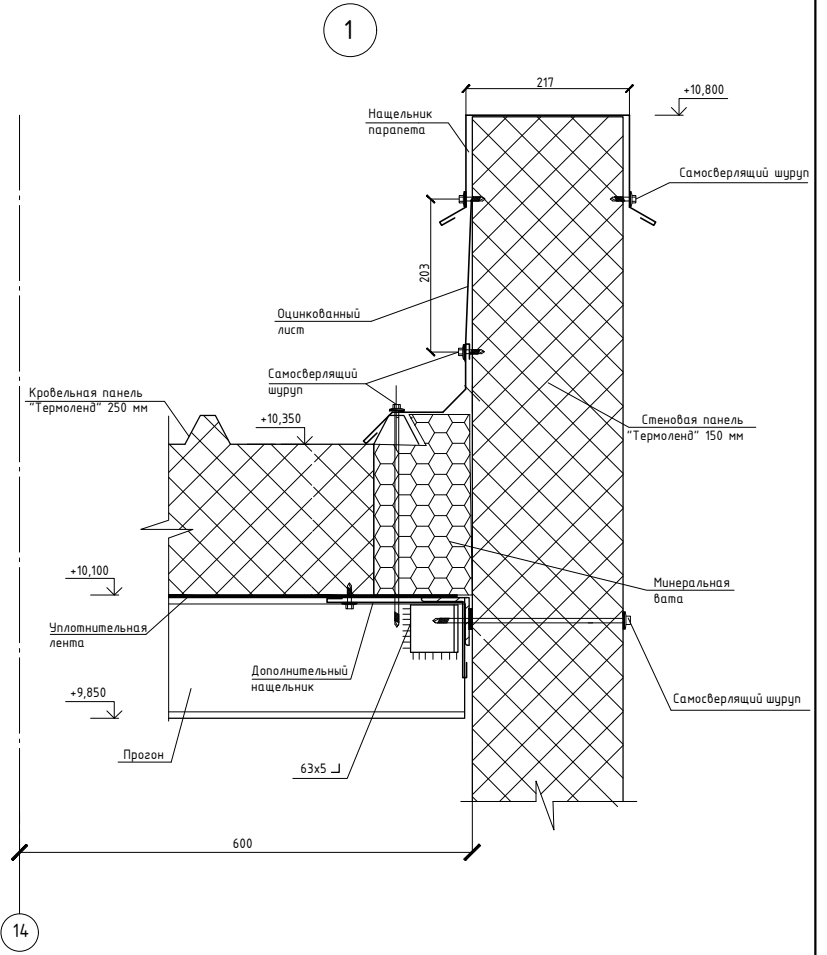 1
217
+10,800
Нащельник
парапета
Самосверлящий шуруп
203
Оцинкованный
лист
Самосверлящий
шуруп
Кровельная панель
"Термоленд" 250 мм
+10,350
Стеновая панель
"Термоленд" 150 мм
+10,100
Минеральная
вата
Уплотнительная
лента
Дополнительный
нащельник
+9,850
Самосверлящий шуруп
Прогон
63x5
600
14